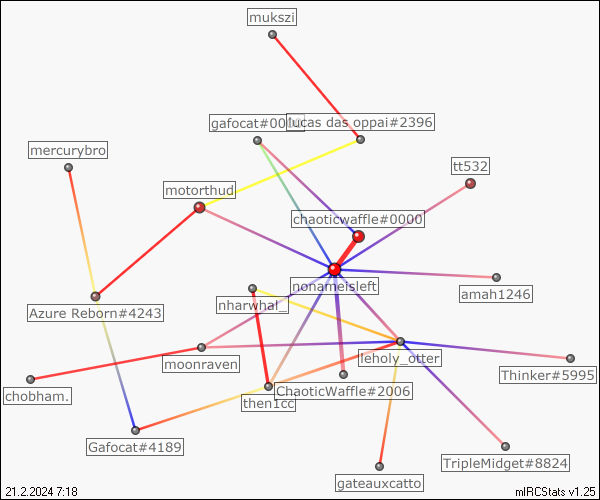 mukszi
gafocat#00
lucas das oppai#2396
mercurybro
tt532
motorthud
chaoticwaffle#0000
nonameisleft
amah1246
nharwhal_
Azure Reborn#4243
leholy_otter
moonraven
Thinker#5995
chobham.
ChaoticWaffle#2006
then1cc
Gafocat#4189
TripleMidget#8824
gateauxcatto
21.2.2024 7:18
mIRCStats v1.25